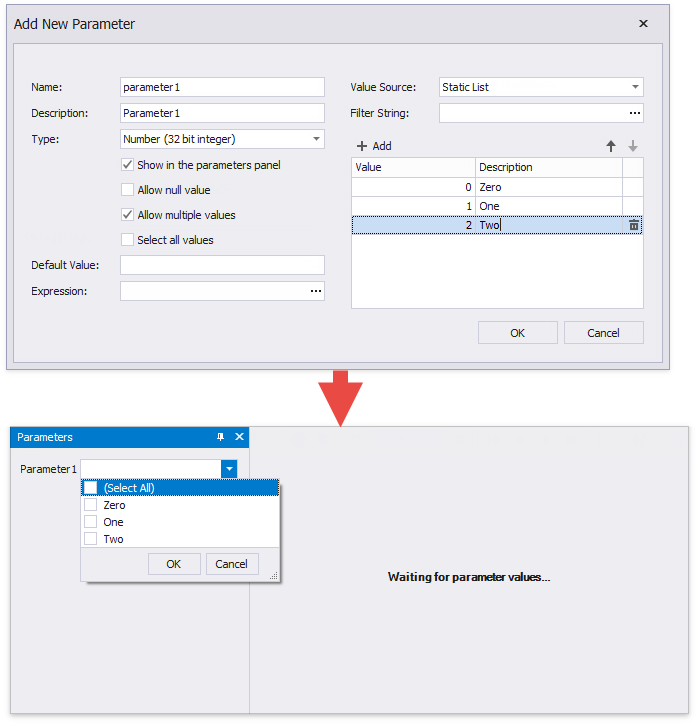 Add New Parameter
Name: parameter1
Description: Parameter1
Type: Number (32 bit integer)
Show in the parameters panel
Allow null value
Allow multiple values
Select all values
Default Value:
Expression: ...
Value Source: Static List
Filter String: ...
Add
Value Description
0 Zero
1 One
2 Two
OK Cancel
Parameters
Parameter1
(Select All)
Zero
One
Two
OK Cancel
Waiting for parameter values...